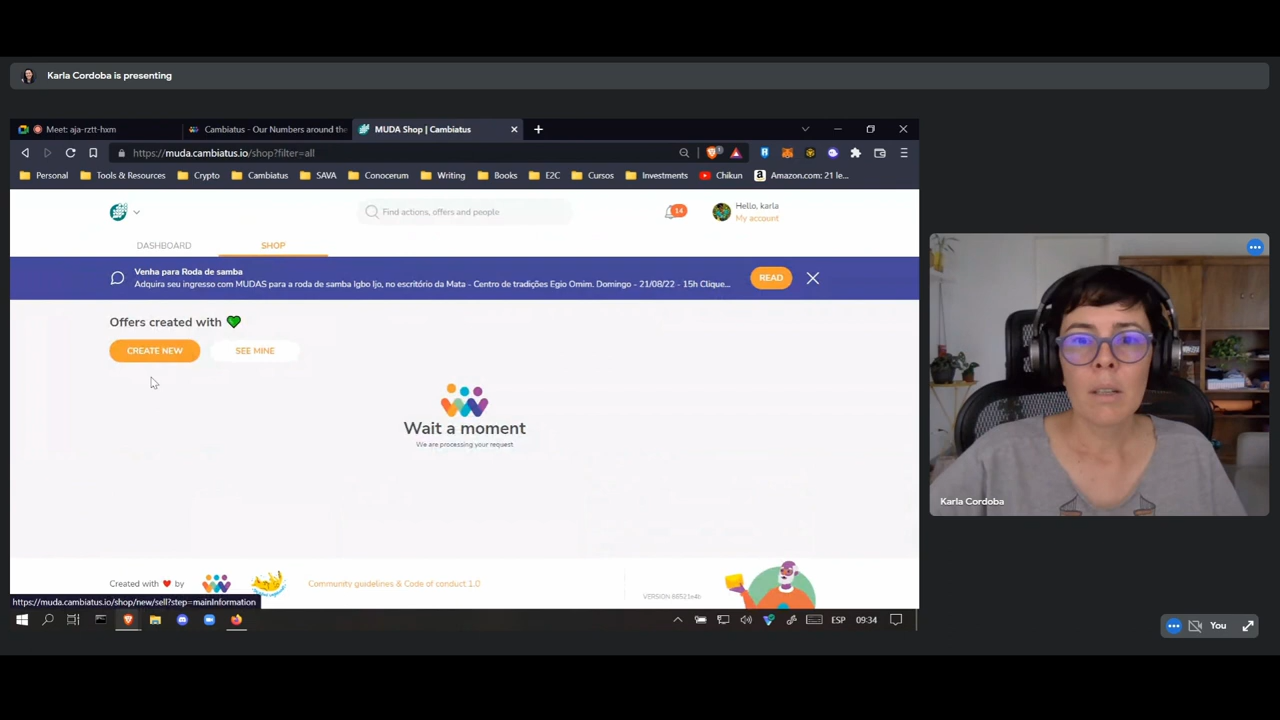 Karla Cordoba is presenting
Meet: aja-rztt-hxm
Cambiatus - Our Numbers around the
MUDA Shop | Cambiatus
https://muda.cambiatus.io/shop?filter=all
1
Personal
Tools & Resources
Crypto
Cambiatus
SAVA
Conocerum
Writing
Books
E2C
Cursos
Investments
Chikun
Amazon.com: 21 le...
Find actions, offers and people
14
Hello, karla
My account
DASHBOARD
SHOP
Venha para Roda de samba
Adquira seu ingresso com MUDAS para a roda de samba Igbo Ijo, no escritório da Mata - Centro de tradições Egio Omim. Domingo - 21/08/22 - 15h Clique...
READ
Offers created with
CREATE NEW
SEE MINE
Wait a moment
We are processing your request
Karla Cordoba
Created with
by
Community guidelines & Code of conduct 1.0
https://muda.cambiatus.io/shop/new/sell?step=mainInformation
ESP
09:34
You